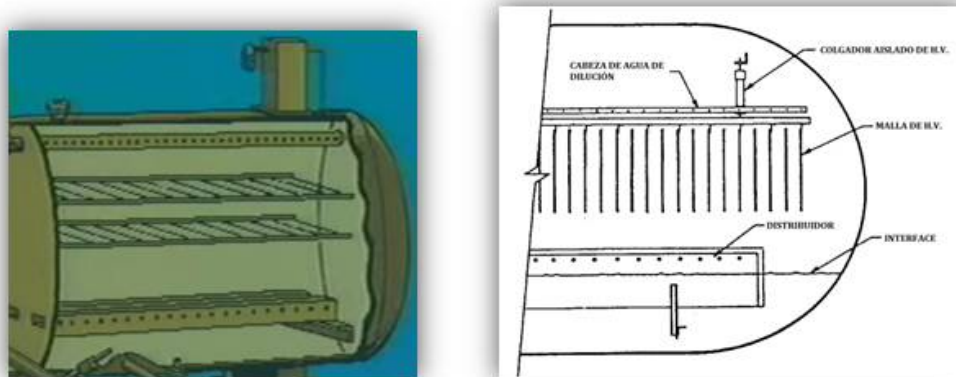 COLGADOR AISLADO DE H.V.
CABEZA DE AGUA DE
DILUCIÓN
MALLA DE H.V.
DISTRIBUIDOR
INTERFACE